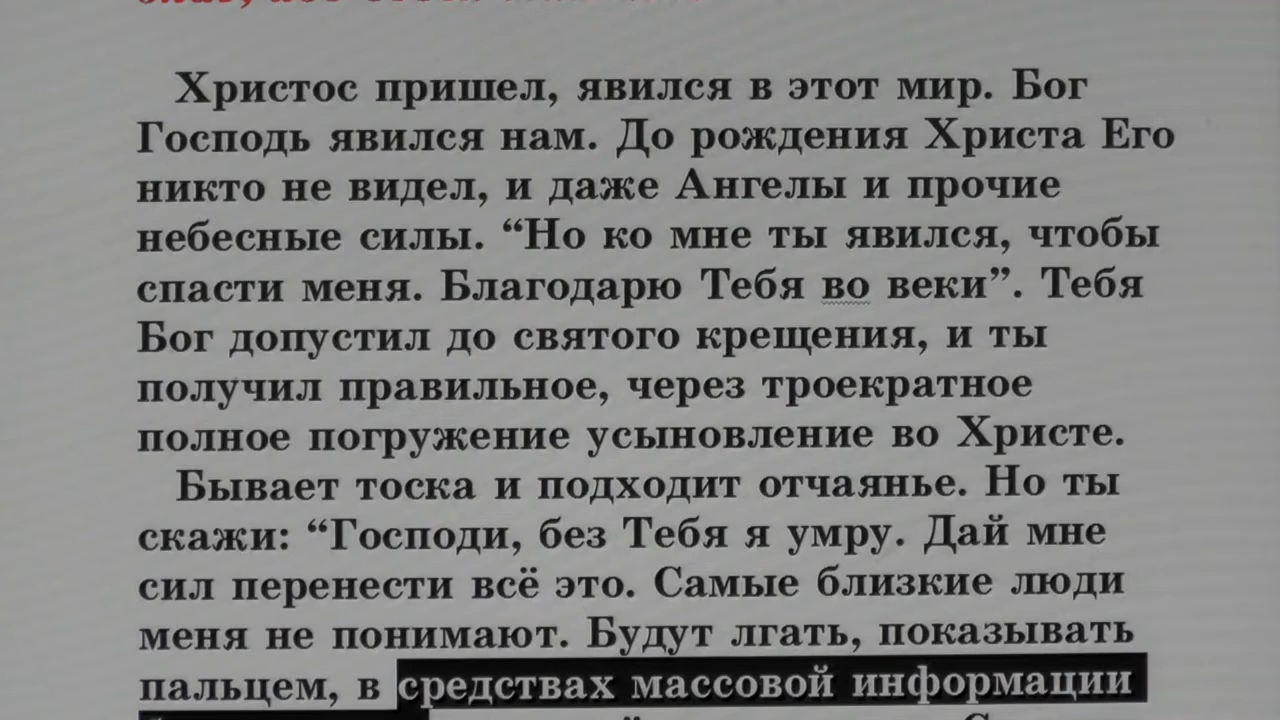 Христос пришел, явился в этот мир. Бог
Господь явился нам. До рождения Христа Его
никто не видел, и даже Ангелы и прочие
небесные силы. “Но ко мне ты явился, чтобы
спасти меня. Благодарю Тебя во веки”. Тебя
Бог допустил до святого крещения, и ты
получил правильное, через троекратное
полное погружение усыновление во Христе.
Бывает тоска и подходит отчаянье. Но ты
скажи: “Господи, без Тебя я умру. Дай мне
сил перенести всё это. Самые близкие люди
меня не понимают. Будут лгать, показывать
пальцем, в средствах массовой информации